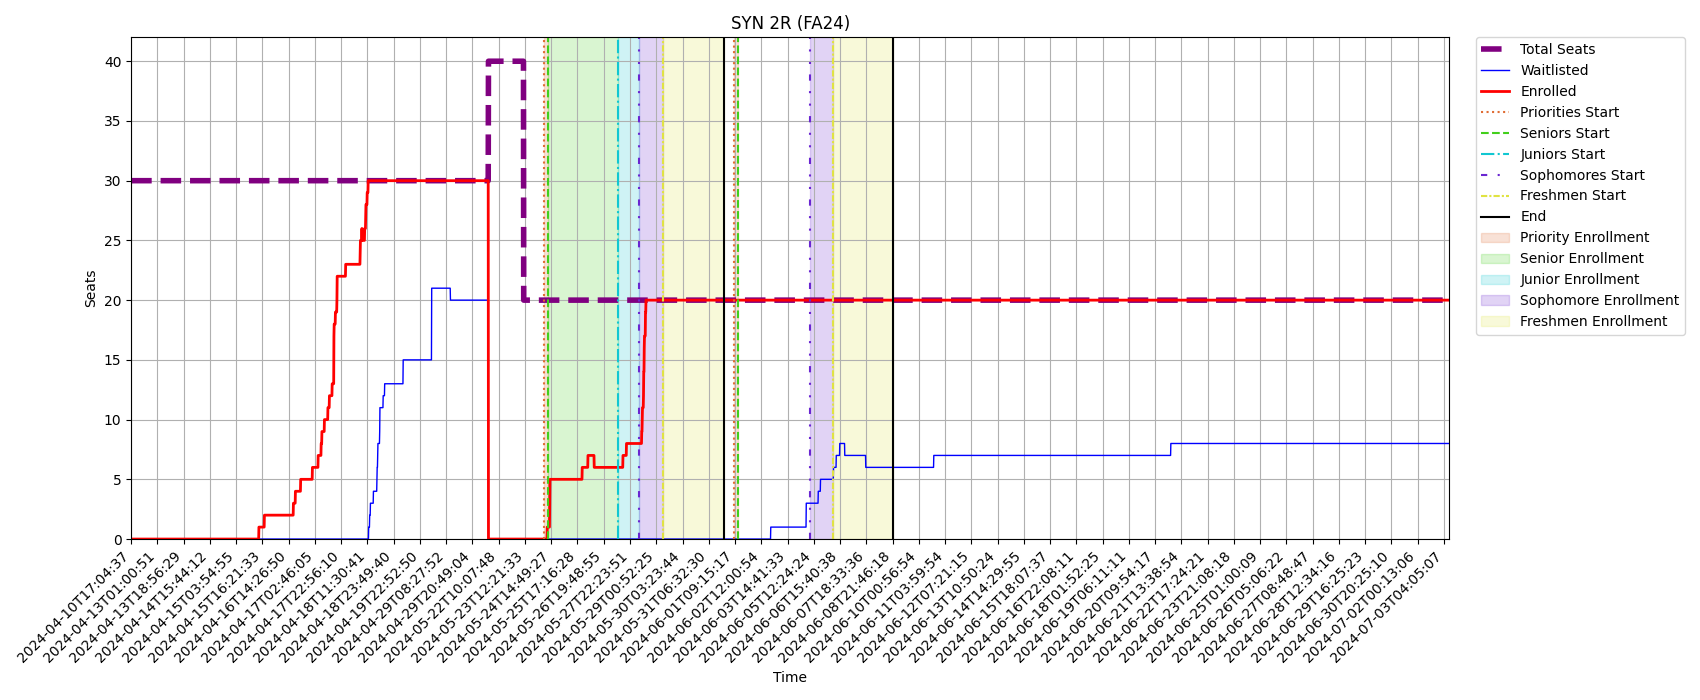 SYN 2R (FA24)
Seats
40
35
30
25
20
15
10
5
0
2024-04-10T17:04:37
2024-04-13T01:00:51
2024-04-13T18:56:29
2024-04-14T15:44:12
2024-04-15T03:54:55
2024-04-15T16:21:33
2024-04-16T14:26:50
2024-04-17T02:46:05
2024-04-17T22:56:10
2024-04-18T11:30:41
2024-04-18T23:49:40
2024-04-19T22:52:50
2024-04-29T08:27:52
2024-04-29T20:49:04
2024-05-22T10:07:48
2024-05-23T12:21:33
2024-05-24T14:49:27
2024-05-25T17:16:28
2024-05-26T19:48:55
2024-05-27T22:23:51
2024-05-29T00:52:25
2024-05-30T03:23:44
2024-05-31T06:32:30
2024-06-01T09:15:17
2024-06-02T12:00:54
2024-06-03T14:41:33
2024-06-05T12:24:24
2024-06-06T15:40:38
2024-06-07T18:33:36
2024-06-08T21:46:18
2024-06-10T00:56:54
2024-06-11T03:59:54
2024-06-12T07:21:15
2024-06-13T10:50:24
2024-06-14T14:29:55
2024-06-15T18:07:37
2024-06-16T22:08:11
2024-06-18T01:52:25
2024-06-19T06:11:11
2024-06-20T09:54:17
2024-06-21T13:38:54
2024-06-22T17:24:21
2024-06-23T21:08:18
2024-06-25T01:00:09
2024-06-26T05:06:22
2024-06-27T08:48:47
2024-06-28T12:34:16
2024-06-29T16:25:23
2024-06-30T20:25:10
2024-07-02T00:13:06
2024-07-03T04:05:07
Time
Total Seats
Waitlisted
Enrolled
Priorities Start
Seniors Start
Juniors Start
Sophomores Start
Freshmen Start
End
Priority Enrollment
Senior Enrollment
Junior Enrollment
Sophomore Enrollment
Freshmen Enrollment